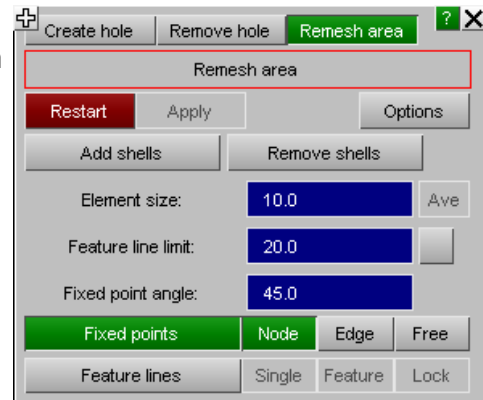 Create hole Remove hole Remesh area ? X
Remesh area
Restart Apply Options
Add shells Remove shells
Element size: 10.0 Ave
Feature line limit: 20.0
Fixed point angle: 45.0
Fixed points Node Edge Free
Feature lines Single Feature Lock